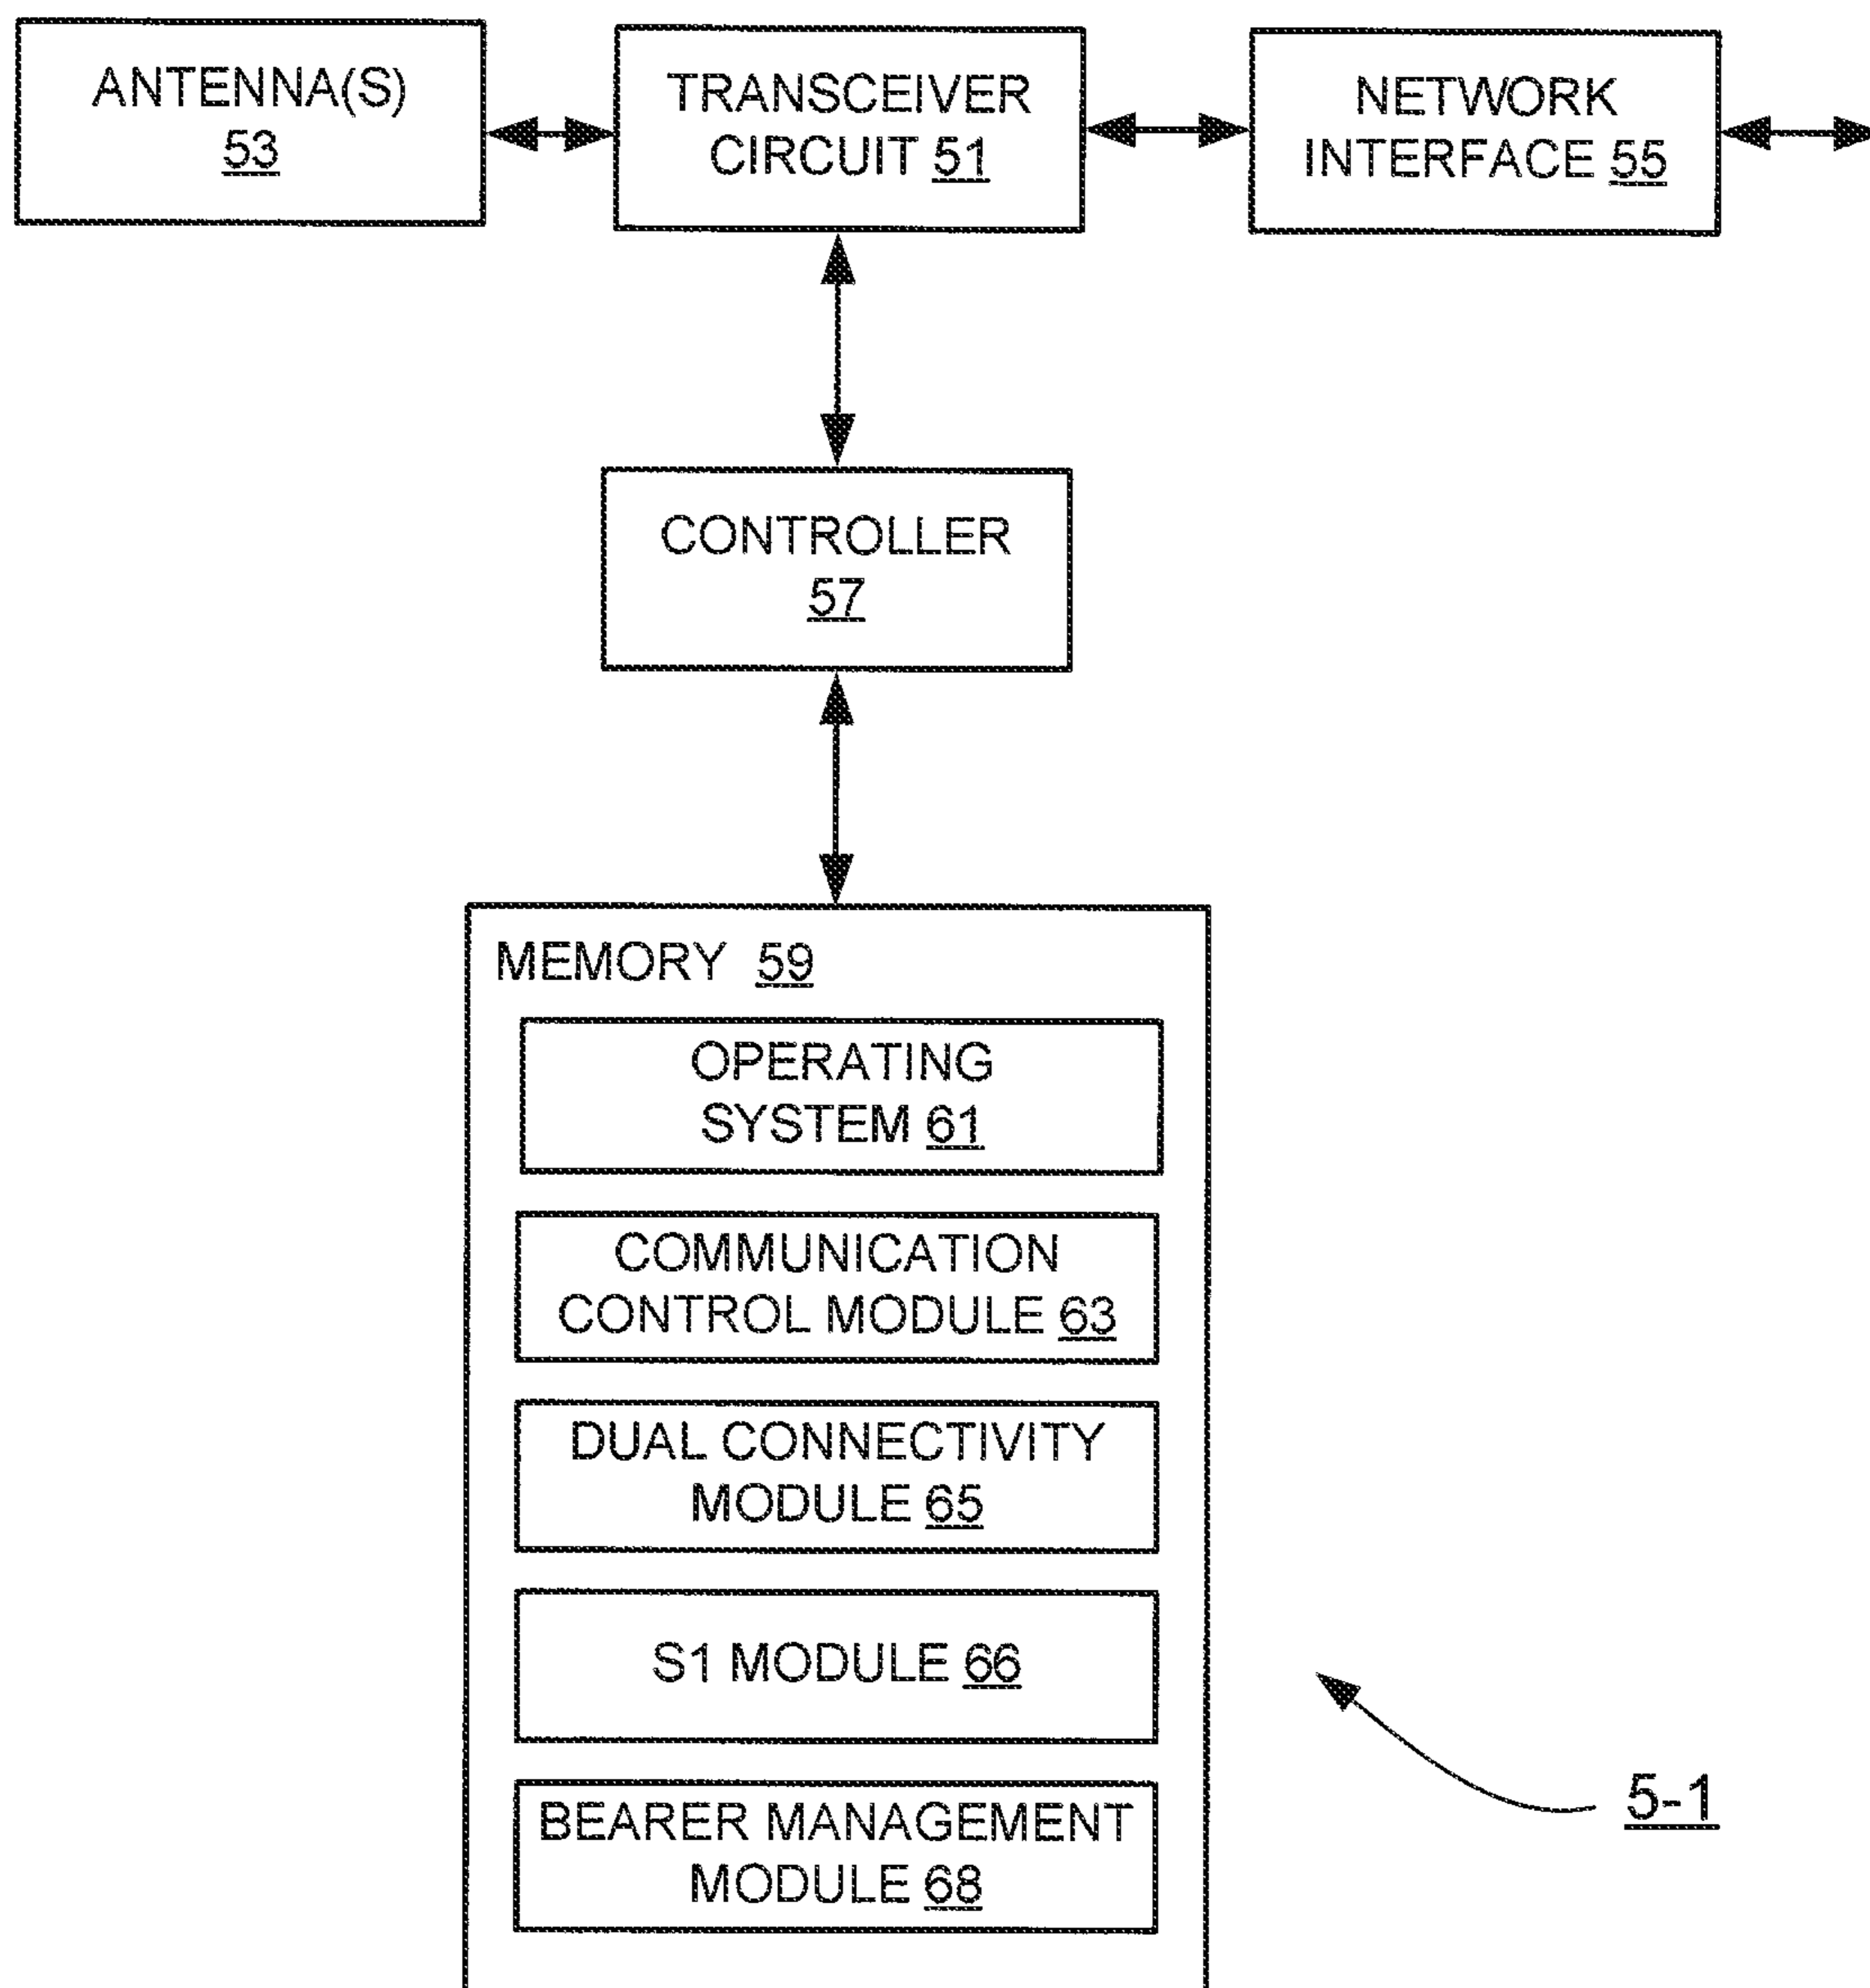 ANTENNA(S)
53
TRANSCEIVER
CIRCUIT 51
NETWORK
INTERFACE 55
CONTROLLER
57
MEMORY 59
OPERATING
SYSTEM 61
COMMUNICATION
CONTROL MODULE 63
DUAL CONNECTIVITY
MODULE 65
S1 MODULE 66
BEARER MANAGEMENT
MODULE 68
5-1